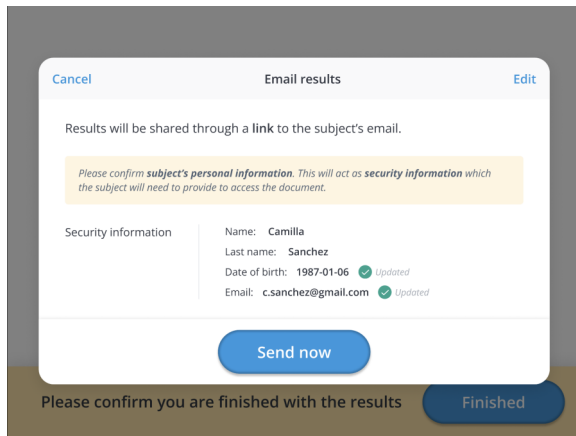 Cancel Email results Edit
Results will be shared through a link to the subject's email.
Please confirm subject's personal information. This will act as security information which
the subject will need to provide to access the document.
Security information
Name: Camilla
Last name: Sanchez
Date of birth: 1987-01-06 Updated
Email: c.sanchez@gmail.com Updated
Send now
Please confirm you are finished with the results Finished